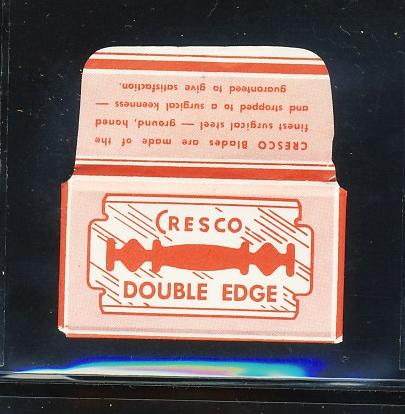 CRESCO Blades are made of the
finest surgical steel — ground, honed,
and stropped to a surgical keenness —
guaranteed to give satisfaction.
CRESCO
DOUBLE EDGE